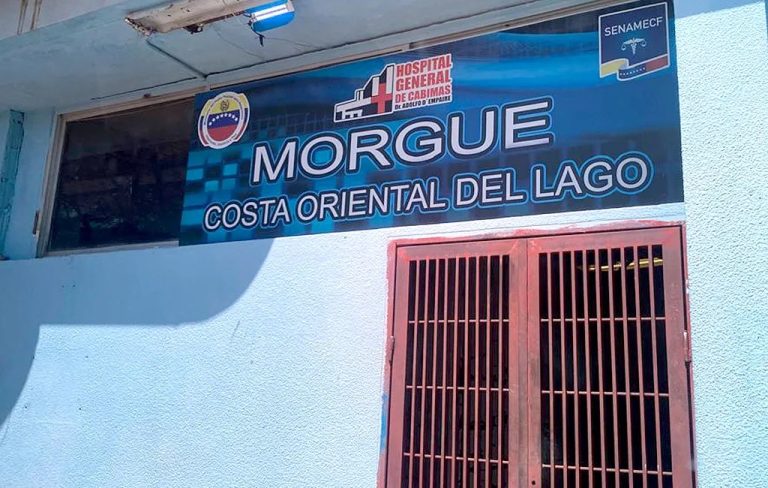 HOSPITAL
GENERAL
DE CABIMAS
Dr. ADOLFO D' EMPAIRE
SENAMECF
MORGUE
COSTA ORIENTAL DEL LAGO